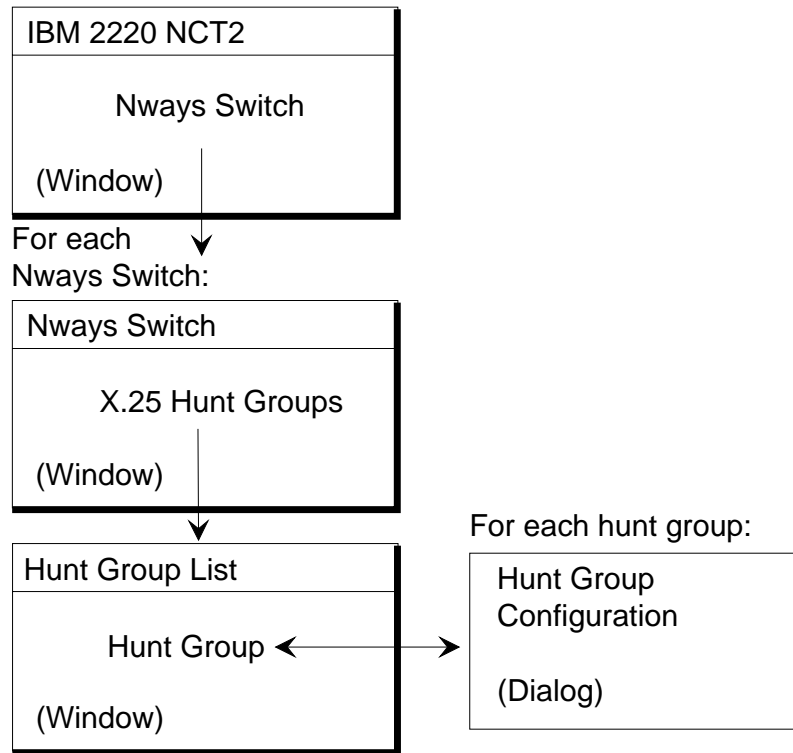 IBM 2220 NCT2
Nways Switch
(Window)
For each
Nways Switch:
Nways Switch
X.25 Hunt Groups
(Window)
Hunt Group List
Hunt Group
(Window)
For each hunt group:
Hunt Group
Configuration
(Dialog)